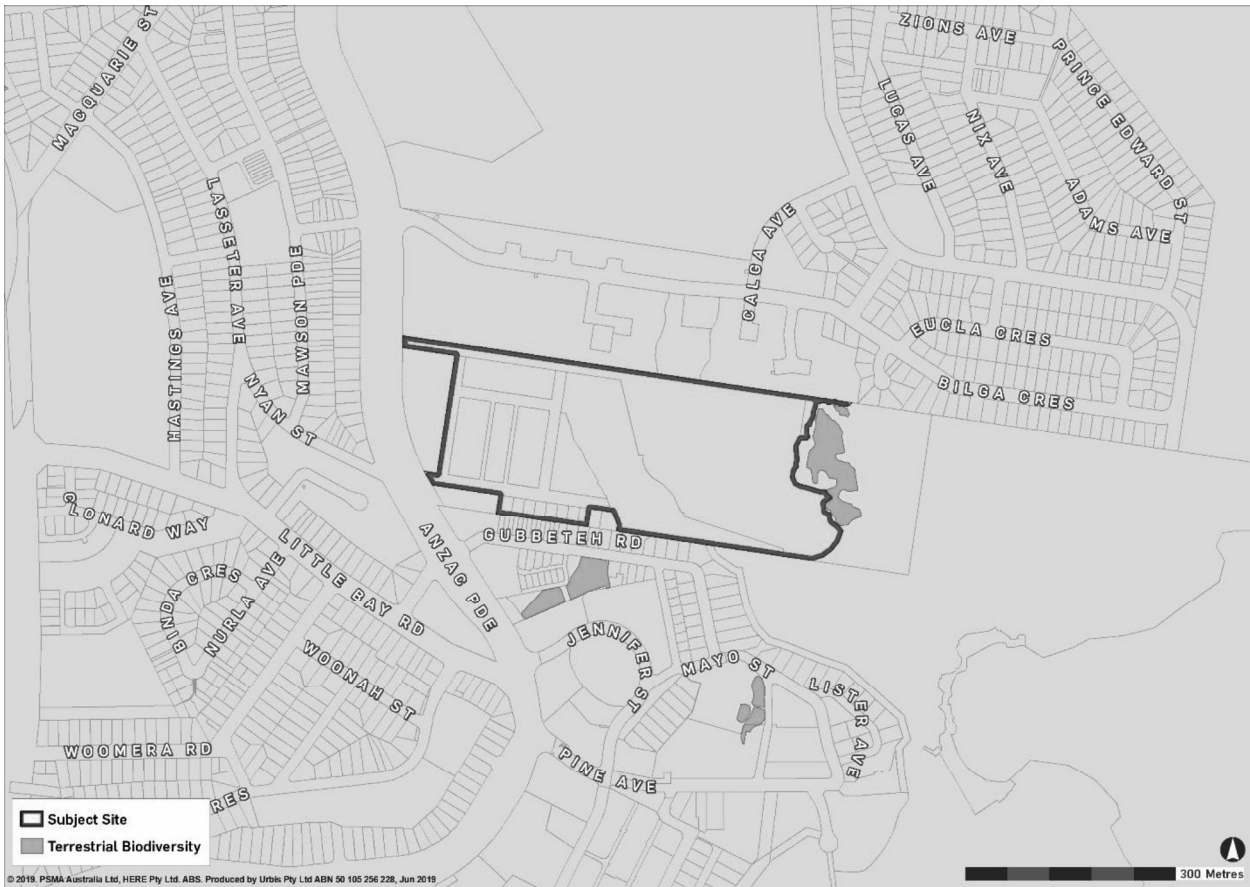 ZIONS AVE
PRINCE EDWARD ST
MACQUARIE ST
LUCAS AVE
NIX AVE
ADAMS AVE
LASSETER AVE
CALGA AVE
MAWSON PDE
HASTINGS AVE
EUCLA CRES
BILGA CRES
NYAN ST
CLONARD WAY
GUBBETEH RD
ANZAC PDE
LITTLE BAY RD
BINDA CRES
NURLA AVE
JENNIFER ST
WOONAH ST
MAYO ST
LISTER AVE
WOOMERA RD
PINE AVE
RES
Subject Site
Terrestrial Biodiversity
300 Metres
© 2019. PSMA Australia Ltd, HERE Pty Ltd. ABS. Produced by Urbis Pty Ltd ABN 50 105 256 228, Jun 2019